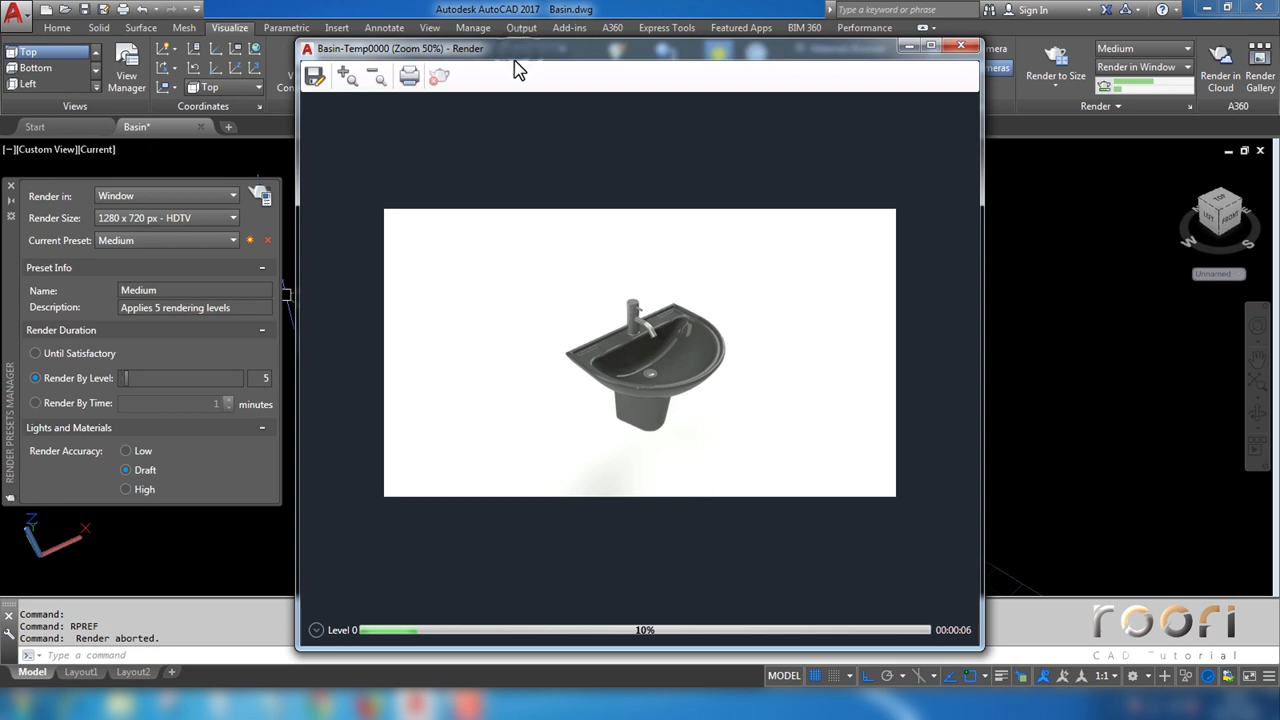 Autodesk AutoCAD 2017 Basin.dwg
Type a keyword or phrase
Sign In
Home
Solid
Surface
Mesh
Visualize
Parametric
Insert
Annotate
View
Manage
Output
Add-ins
A360
Express Tools
Featured Apps
BIM 360
Performance
Top
Bottom
Left
View
Manager
Top
Views
Coordinates
Medium
Render in Window
Render to Size
Render in
Cloud
Render
Gallery
Render
A360
Basin-Temp0000 (Zoom 50%) - Render
Start
Basin*
[−][Custom View][Current]
Render in:
Window
Render Size:
1280 x 720 px - HDTV
Current Preset:
Medium
Preset Info
Name:
Medium
Description:
Applies 5 rendering levels
Render Duration
Until Satisfactory
Render By Level:
5
Render By Time:
1
minutes
Lights and Materials
Render Accuracy:
Low
Draft
High
RENDER PRESETS MANAGER
TOP
LEFT
FRONT
W
S
Unnamed
Z
X
Level 0
10%
00:00:06
Command:
Command: RPREF
Command: Render aborted.
Type a command
roofi
CAD Tutorial
Model
Layout1
Layout2
MODEL
1:1